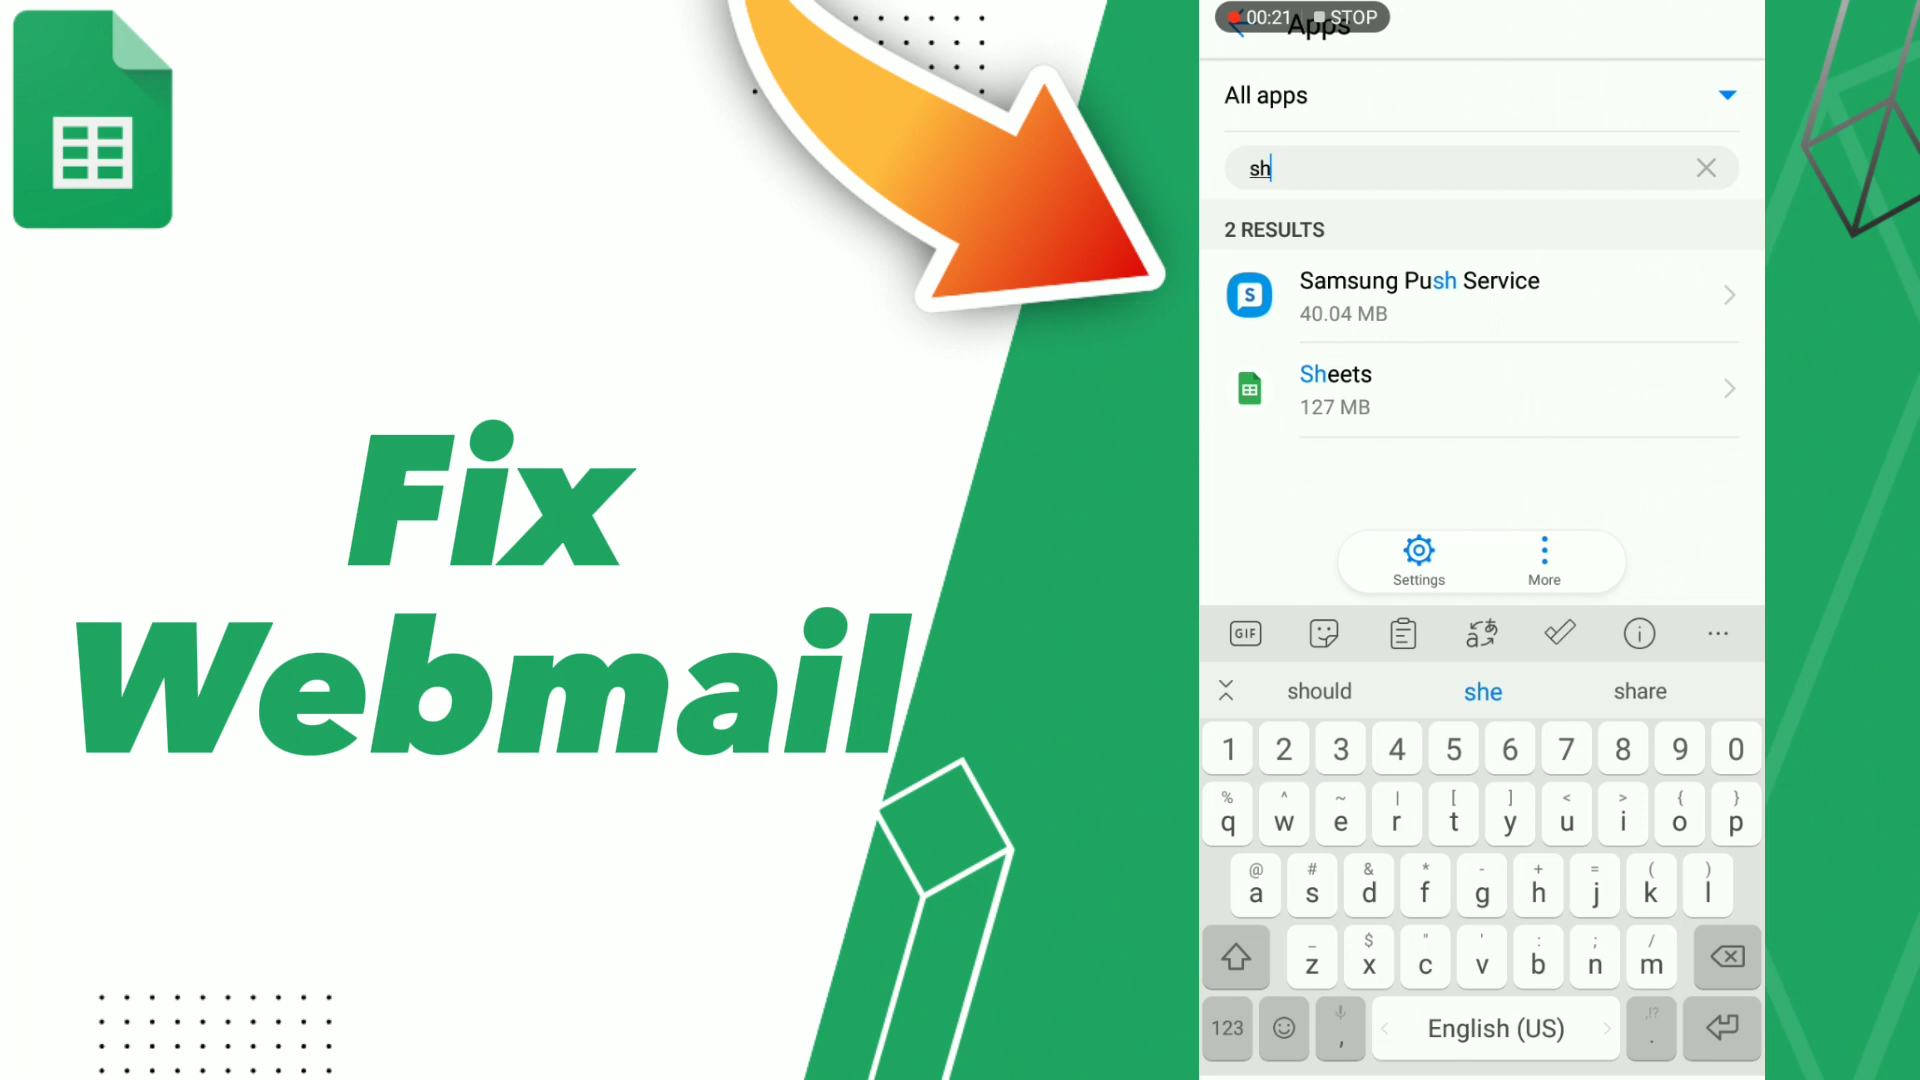 Fix
Webmail
00:21 STOP
Apps
All apps
sh
2 RESULTS
Samsung Push Service
40.04 MB
Sheets
127 MB
Settings More
GIF
should she share
1 2 3 4 5 6 7 8 9 0
% ^ ~ | [ ] < > { }
q w e r t y u i o p
@ # & * - + = ( )
a s d f g h j k l
_ $ " ' : ; /
z x c v b n m
123 , English (US) ,!? .